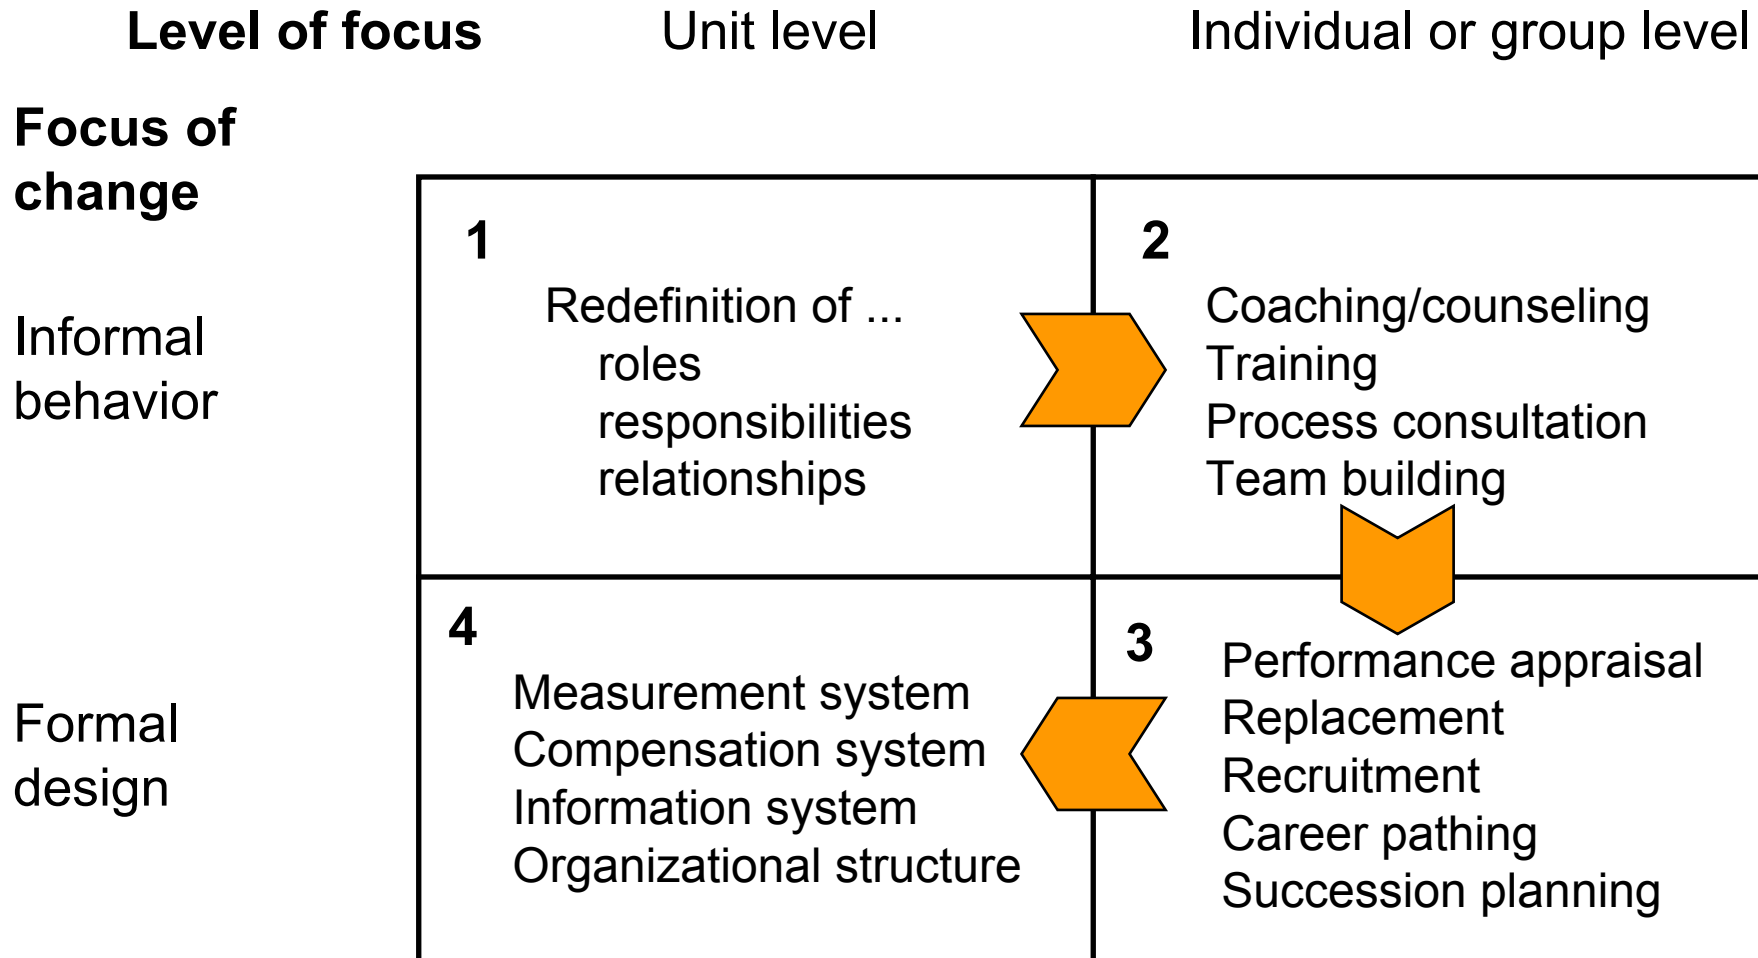 Level of focus Unit level Individual or group level
Focus of
change
Informal
behavior
1
Redefinition of ...
roles
responsibilities
relationships
2
Coaching/counseling
Training
Process consultation
Team building
Formal
design
4
Measurement system
Compensation system
Information system
Organizational structure
3
Performance appraisal
Replacement
Recruitment
Career pathing
Succession planning